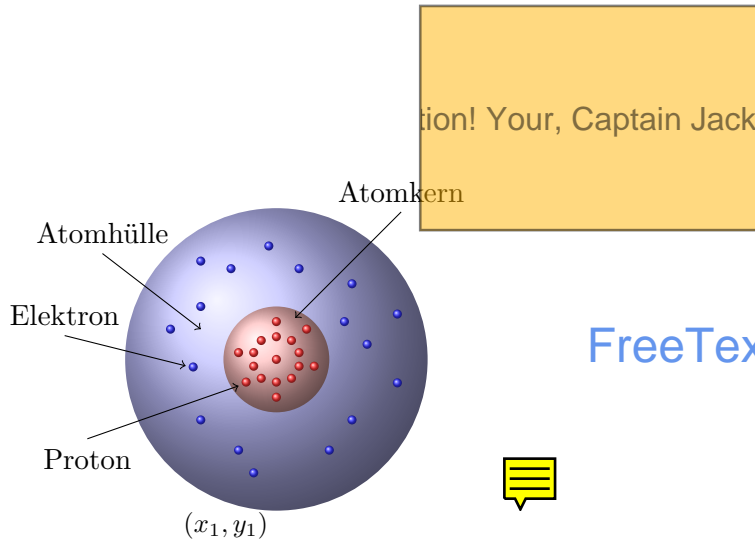 tion! Your, Captain Jack
Atomkern
Atomhülle
Elektron
FreeTex
Proton
(x₁, y₁)